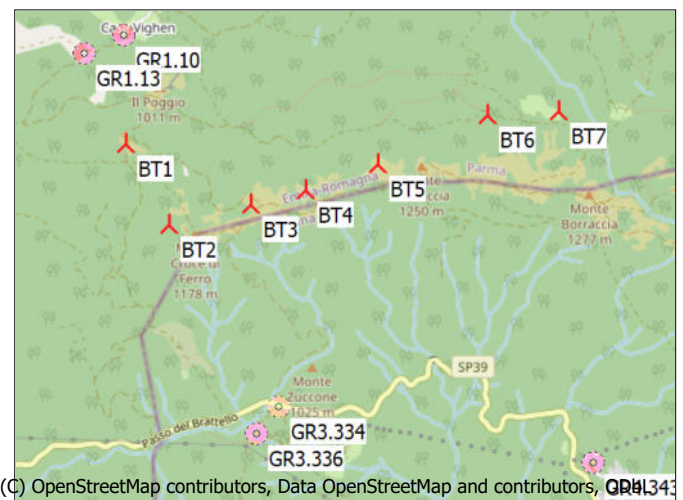 Vighen
GR1.10
GR1.13
Il Poggio
1011 m
BT1
BT2
BT3
BT4
BT5
BT6
BT7
Emilia-Romagna
Parma
1250 m
Monte
Borraccia
1277 m
Croce di
Ferro
1178 m
SP39
Monte
Zuccone
1025 m
Passo del Brattello
GR3.334
GR3.336
(C) OpenStreetMap contributors, Data OpenStreetMap and contributors,